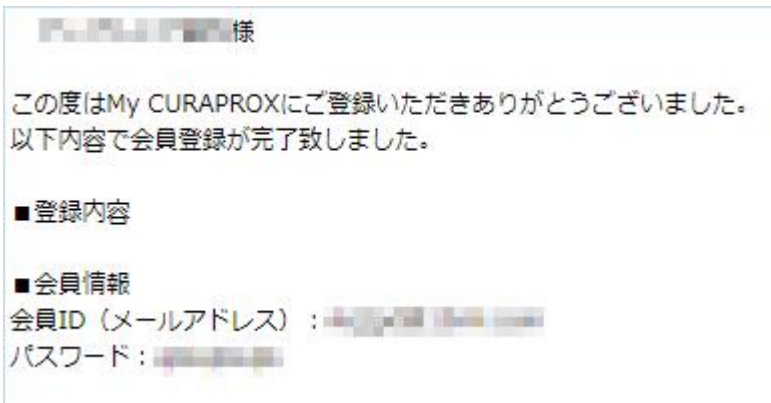 様
この度はMy CURAPROXにご登録いただきありがとうございました。
以下内容で会員登録が完了致しました。
■登録内容
■会員情報
会員ID（メールアドレス）：
パスワード：